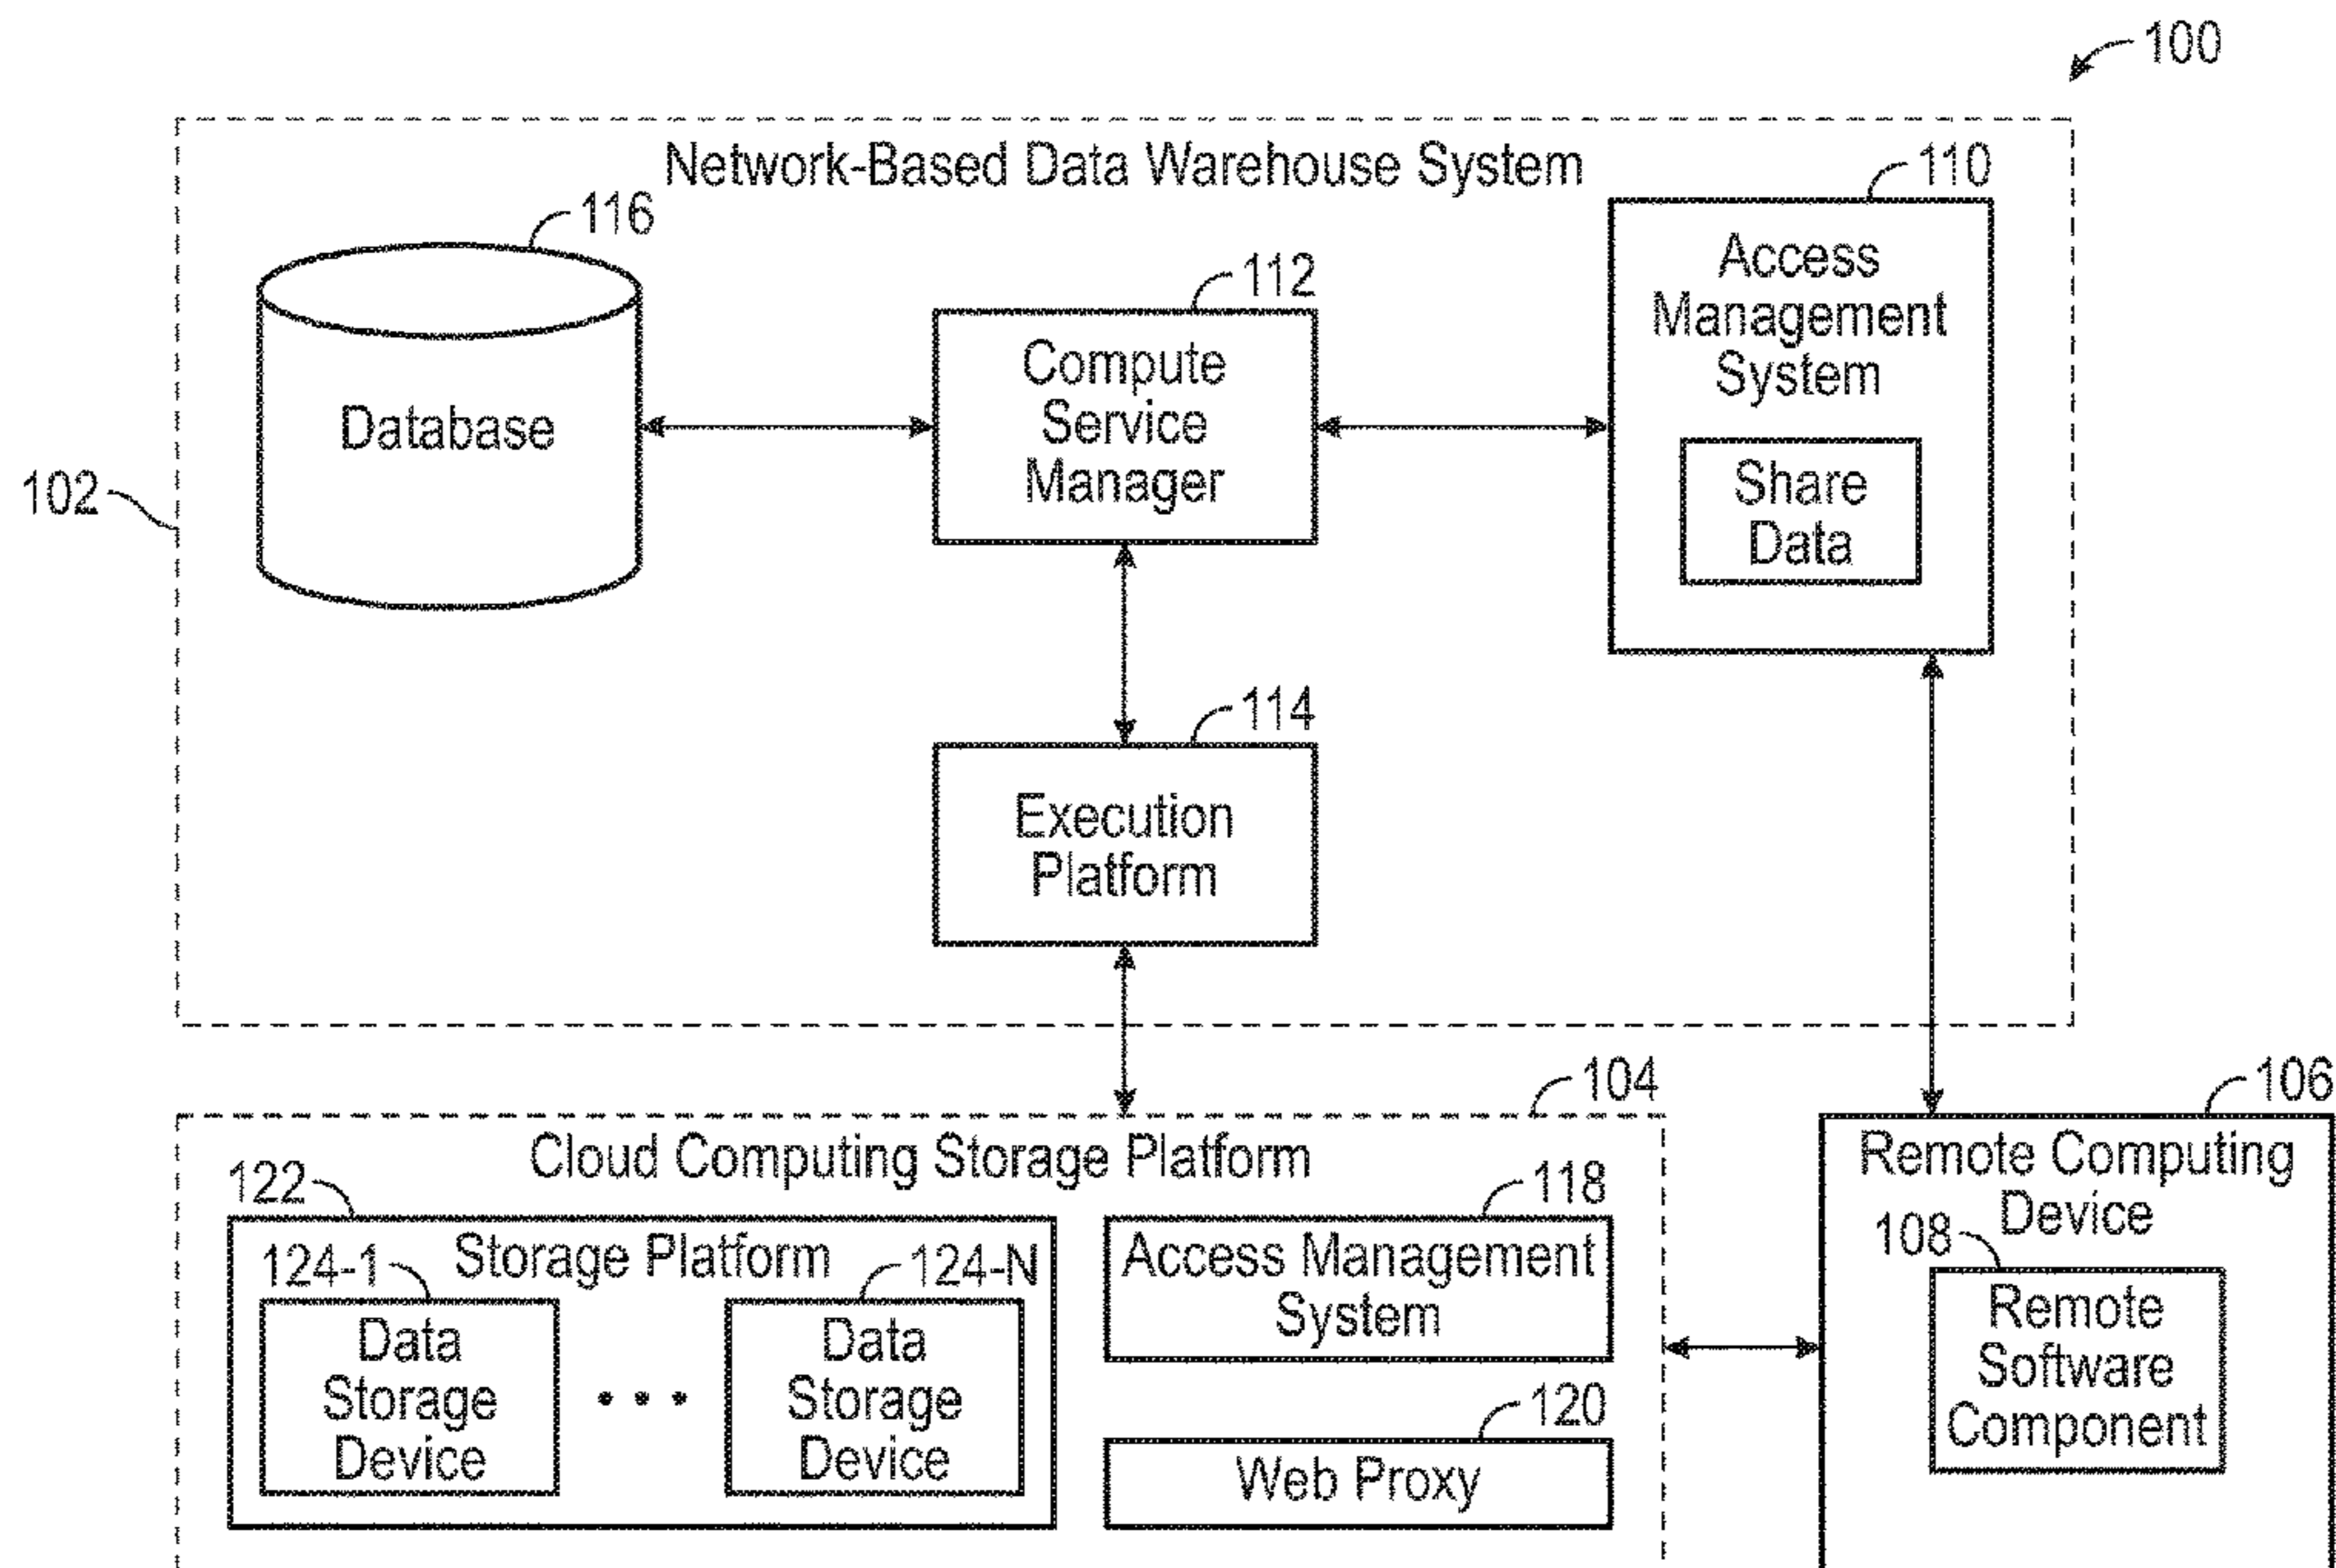 100
Network-Based Data Warehouse System
116
110
112
Access
Management
System
Database
Compute
Service
Manager
Share
Data
102
114
Execution
Platform
104
106
Cloud Computing Storage Platform
122
118
Storage Platform
124-1
124-N
Data
Storage
Device
Data
Storage
Device
Access Management
System
120
Web Proxy
Remote Computing
Device
108
Remote
Software
Component